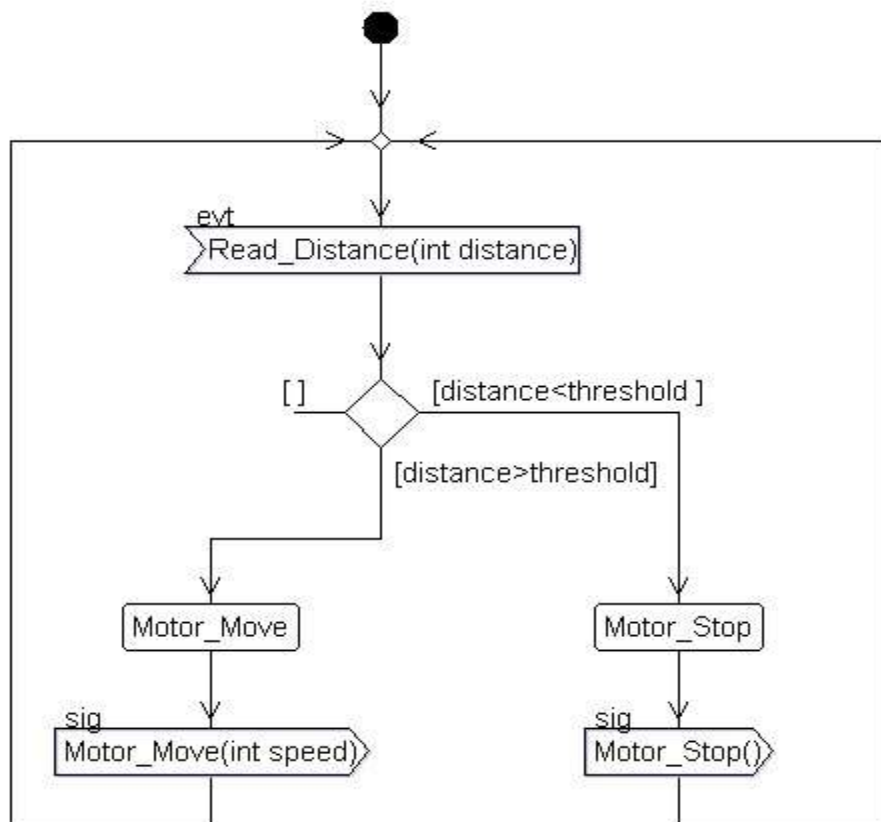 evt
Read_Distance(int distance)
[ ]
[distance<threshold ]
[distance>threshold]
Motor_Move
Motor_Stop
sig
Motor_Move(int speed)
sig
Motor_Stop()